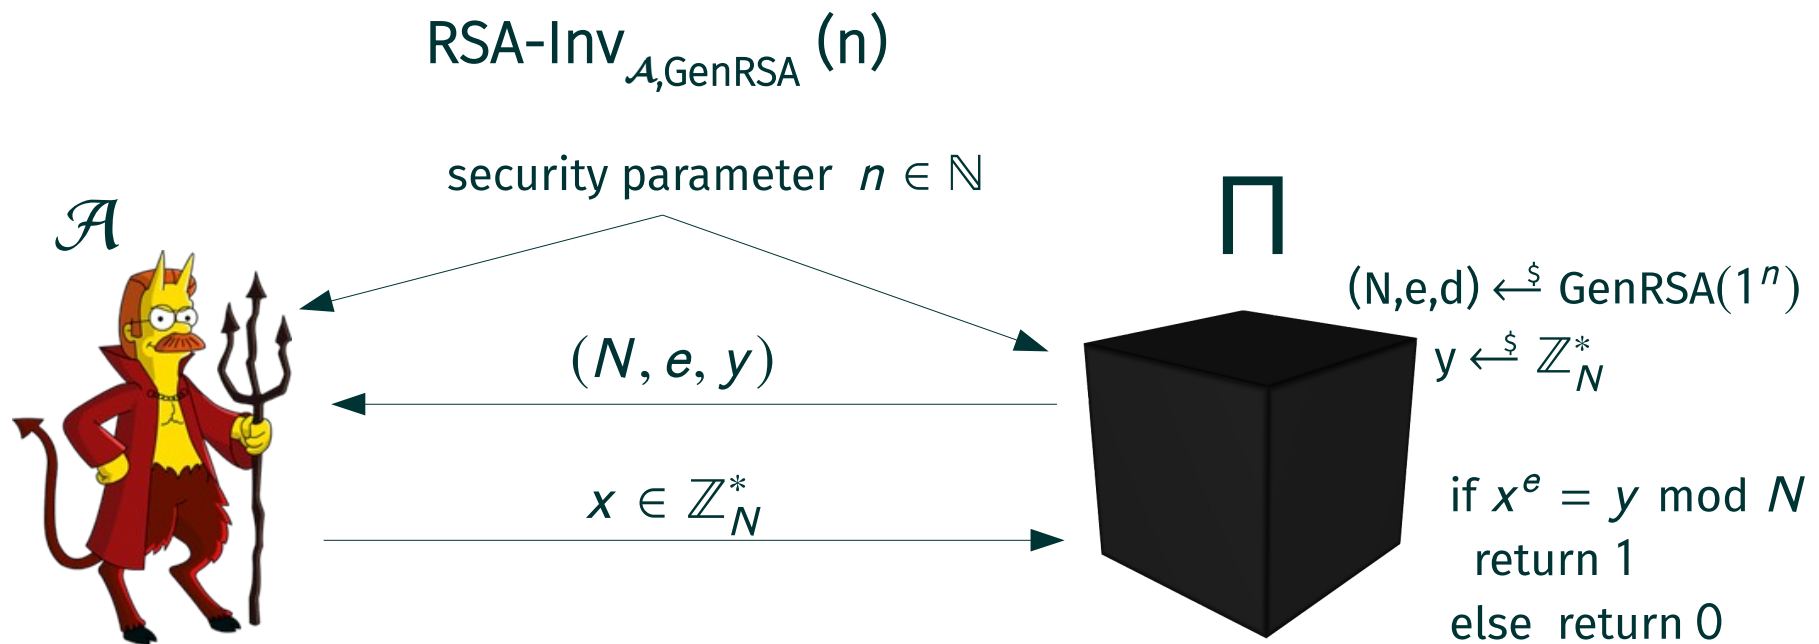 RSA-Inv𝒜,GenRSA (n)
security parameter n ∈ ℕ
𝒜
Π
(N,e,d) ←$ GenRSA(1ⁿ)
y ←$ ℤ*N
(N, e, y)
x ∈ ℤ*N
if xᵉ = y mod N
return 1
else return 0